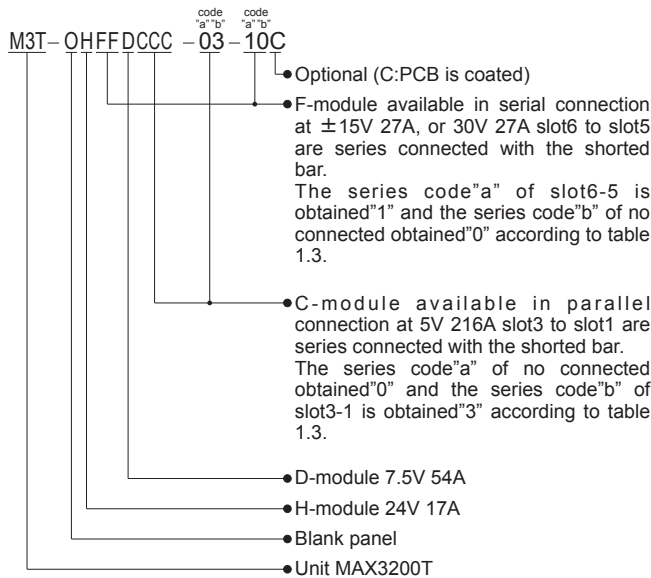 code code
"a" "b" "a" "b"
M3T-OHFFDCCC -03-10C
Optional (C:PCB is coated)
F-module available in serial connection
at ±15V 27A, or 30V 27A slot6 to slot5
are series connected with the shorted
bar.
The series code"a" of slot6-5 is
obtained"1" and the series code"b" of no
connected obtained"0" according to table
1.3.
C-module available in parallel
connection at 5V 216A slot3 to slot1 are
series connected with the shorted bar.
The series code"a" of no connected
obtained"0" and the series code"b" of
slot3-1 is obtained"3" according to table
1.3.
D-module 7.5V 54A
H-module 24V 17A
Blank panel
Unit MAX3200T